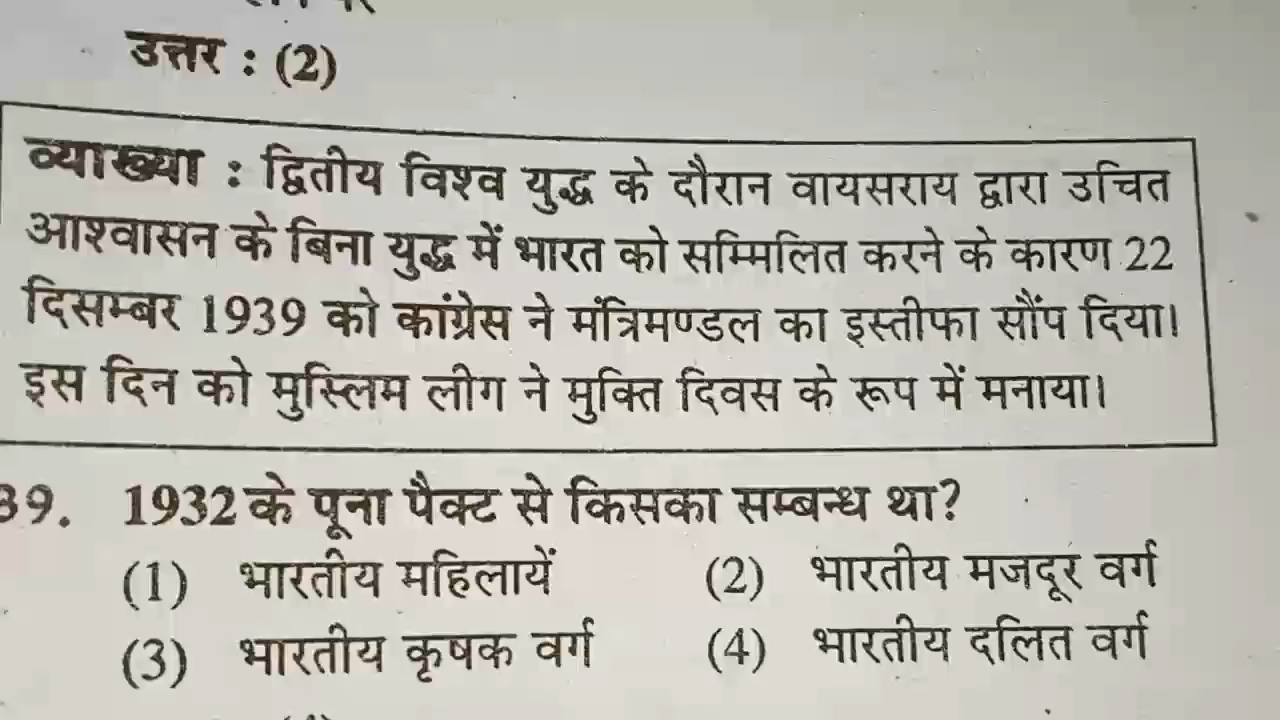 उत्तर : (2)
व्याख्या : द्वितीय विश्व युद्ध के दौरान वायसराय द्वारा उचित
आश्वासन के बिना युद्ध में भारत को सम्मिलित करने के कारण 22
दिसम्बर 1939 को कांग्रेस ने मंत्रिमण्डल का इस्तीफा सौंप दिया।
इस दिन को मुस्लिम लीग ने मुक्ति दिवस के रूप में मनाया।
39. 1932 के पूना पैक्ट से किसका सम्बन्ध था?
(1) भारतीय महिलायें (2) भारतीय मजदूर वर्ग
(3) भारतीय कृषक वर्ग (4) भारतीय दलित वर्ग